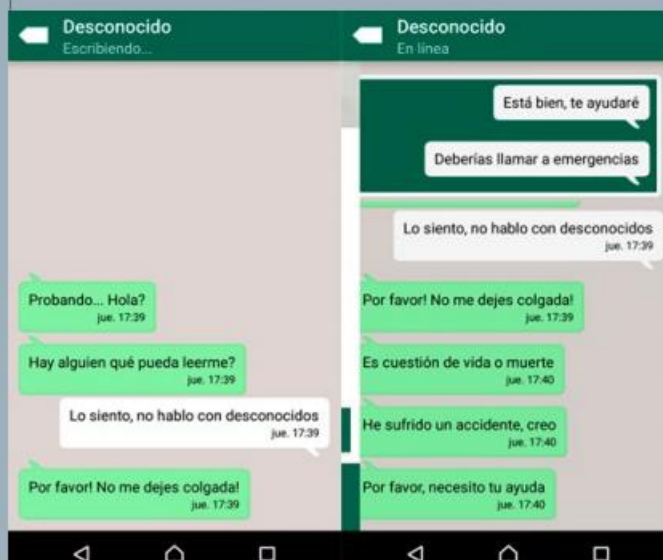 Desconocido
Escribiendo...
Probando... Hola?
jue. 17:39
Hay alguien qué pueda leerme?
jue. 17:39
Lo siento, no hablo con desconocidos
jue. 17:39
Por favor! No me dejes colgada!
jue. 17:39
Desconocido
En línea
Está bien, te ayudaré
Deberías llamar a emergencias
Lo siento, no hablo con desconocidos
jue. 17:39
Por favor! No me dejes colgada!
jue. 17:39
Es cuestión de vida o muerte
jue. 17:40
He sufrido un accidente, creo
jue. 17:40
Por favor, necesito tu ayuda
jue. 17:40